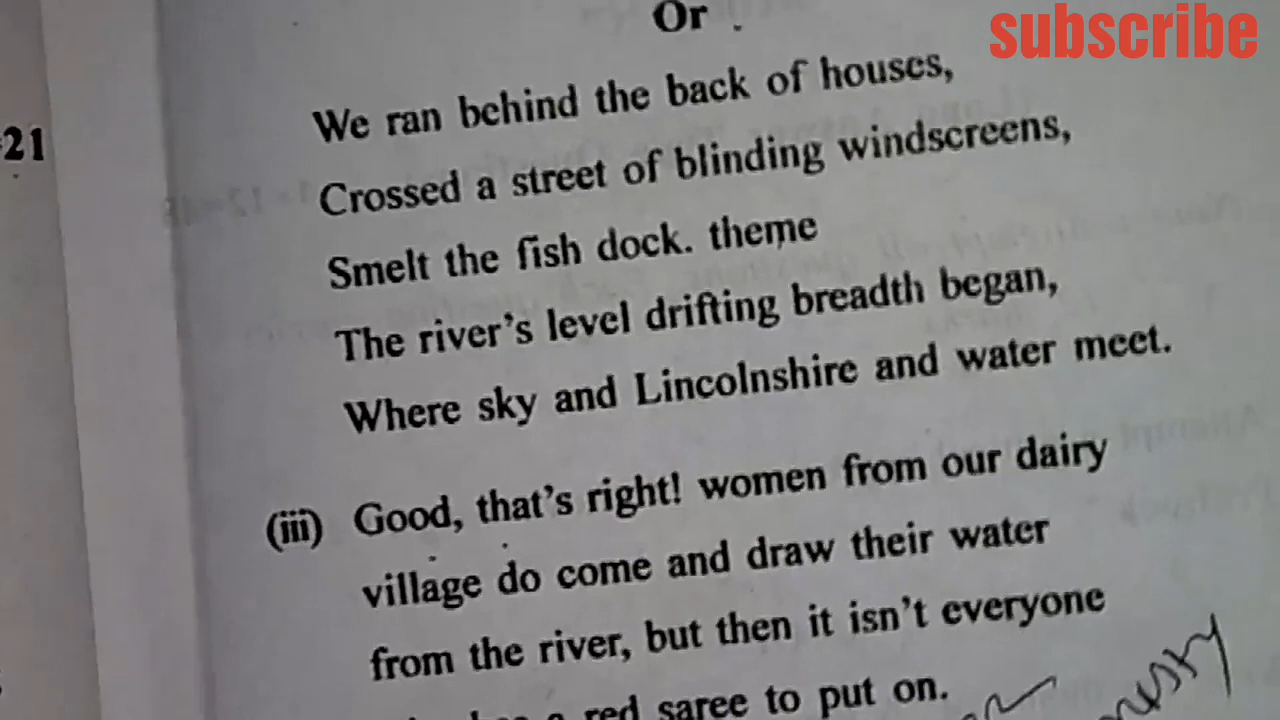 subscribe
Or
21
We ran behind the back of houses,
Crossed a street of blinding windscreens,
Smelt the fish dock. theme
The river's level drifting breadth began,
Where sky and Lincolnshire and water meet.
(iii) Good, that's right! women from our dairy
village do come and draw their water
from the river, but then it isn't everyone
a red saree to put on.